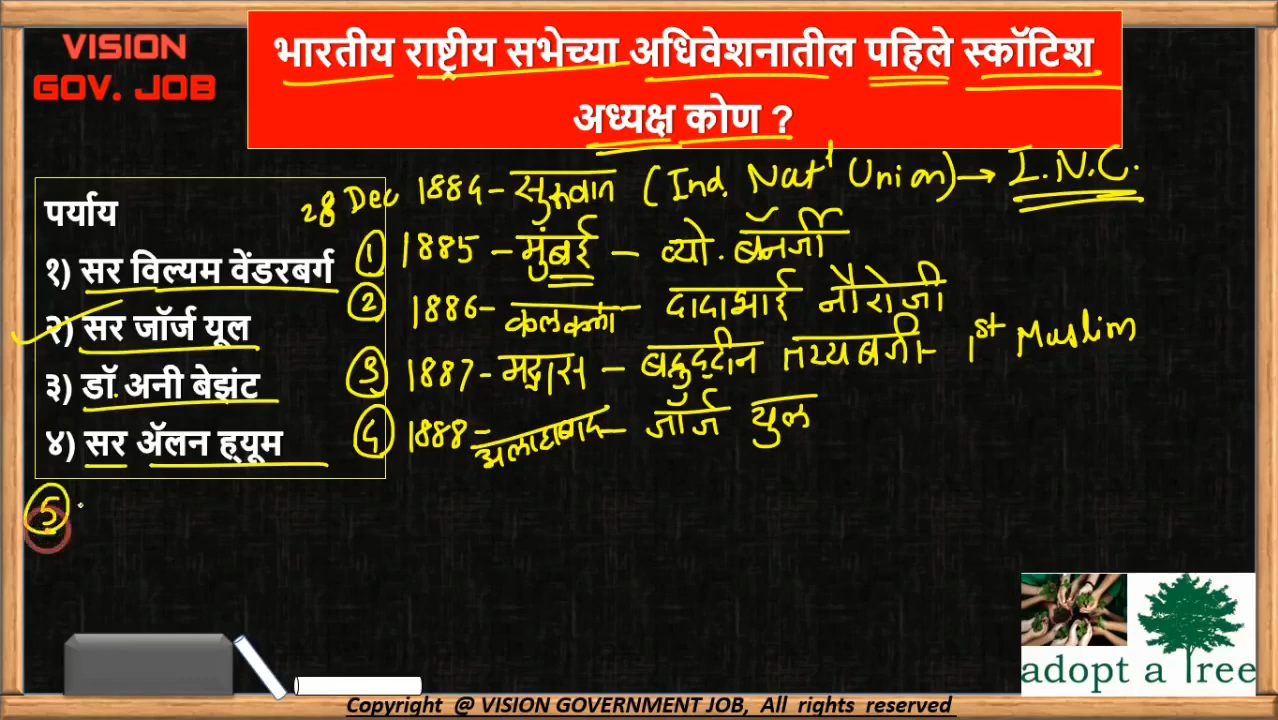 VISION
GOV. JOB
भारतीय राष्ट्रीय सभेच्या अधिवेशनातील पहिले स्कॉटिश
अध्यक्ष कोण ?
पर्याय
१) सर विल्यम वेंडरबर्ग
२) सर जॉर्ज यूल
३) डॉ. अनी बेझंट
४) सर ॲलन ह्यूम
28 Dec 1884 - सुरुवात (Ind. Natl Union) → I.N.C.
① 1885 - मुंबई - व्यो. बॅनर्जी
② 1886 - कलकत्ता - दादाभाई नौरोजी
③ 1887 - मद्रास - बद्रुद्दीन तय्यबजी - 1st Muslim
④ 1888 - अलाहाबाद - जॉर्ज युल
⑤
adopt a Tree
Copyright @ VISION GOVERNMENT JOB, All rights reserved